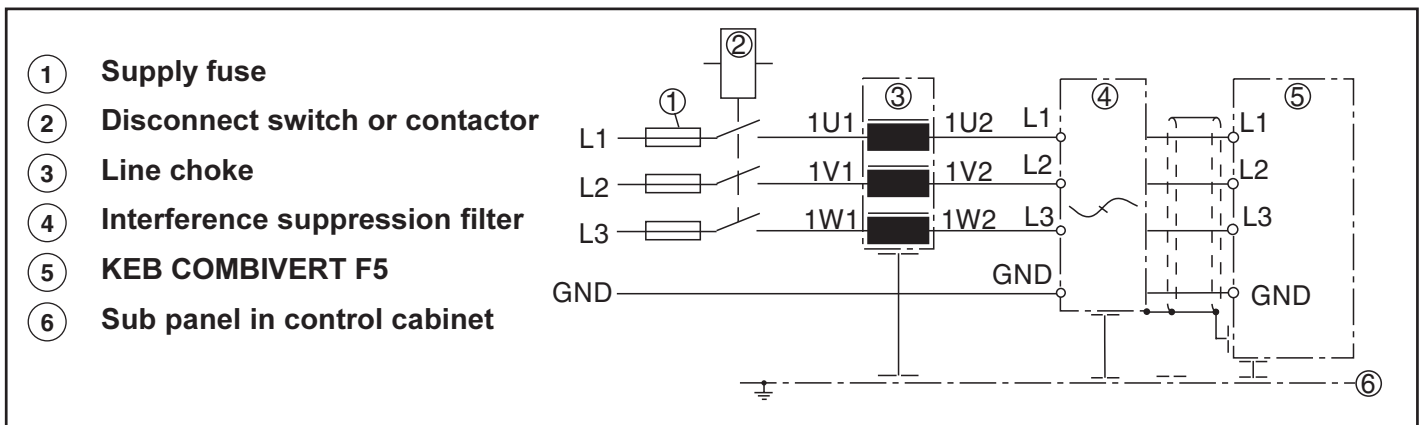 ① Supply fuse
② Disconnect switch or contactor
③ Line choke
④ Interference suppression filter
⑤ KEB COMBIVERT F5
⑥ Sub panel in control cabinet
② 
① ③ ④ ⑤
L1 1U1 1U2 L1 L1
L2 1V1 1V2 L2 L2
L3 1W1 1W2 L3 L3
GND GND GND
⑥